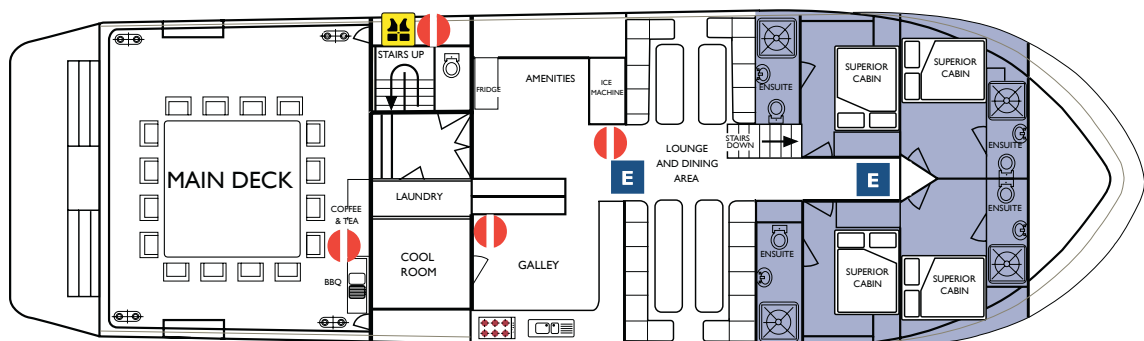 MAIN DECK
COFFEE
& TEA
BBQ
STAIRS UP
LAUNDRY
COOL
ROOM
FRIDGE
AMENITIES
ICE
MACHINE
GALLEY
E
LOUNGE
AND DINING
AREA
STAIRS
DOWN
ENSUITE
ENSUITE
SUPERIOR
CABIN
SUPERIOR
CABIN
E
SUPERIOR
CABIN
SUPERIOR
CABIN
ENSUITE
ENSUITE